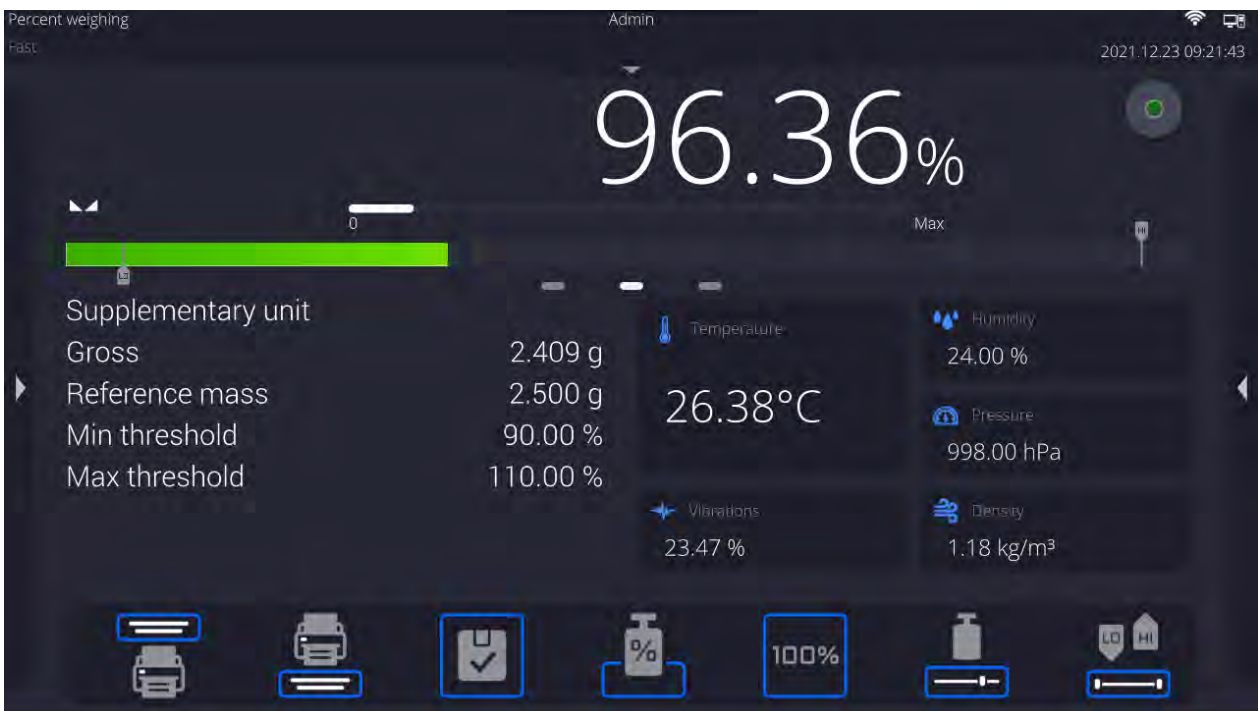 Percent weighing
Admin
Fast
2021.12.23 09:21:43
96.36%
0
Max
HI
LO
Supplementary unit
Gross 2.409 g
Reference mass 2.500 g
Min threshold 90.00 %
Max threshold 110.00 %
Temperature
26.38°C
Humidity
24.00 %
Pressure
998.00 hPa
Vibrations
23.47 %
Density
1.18 kg/m³
%
100%
LO HI